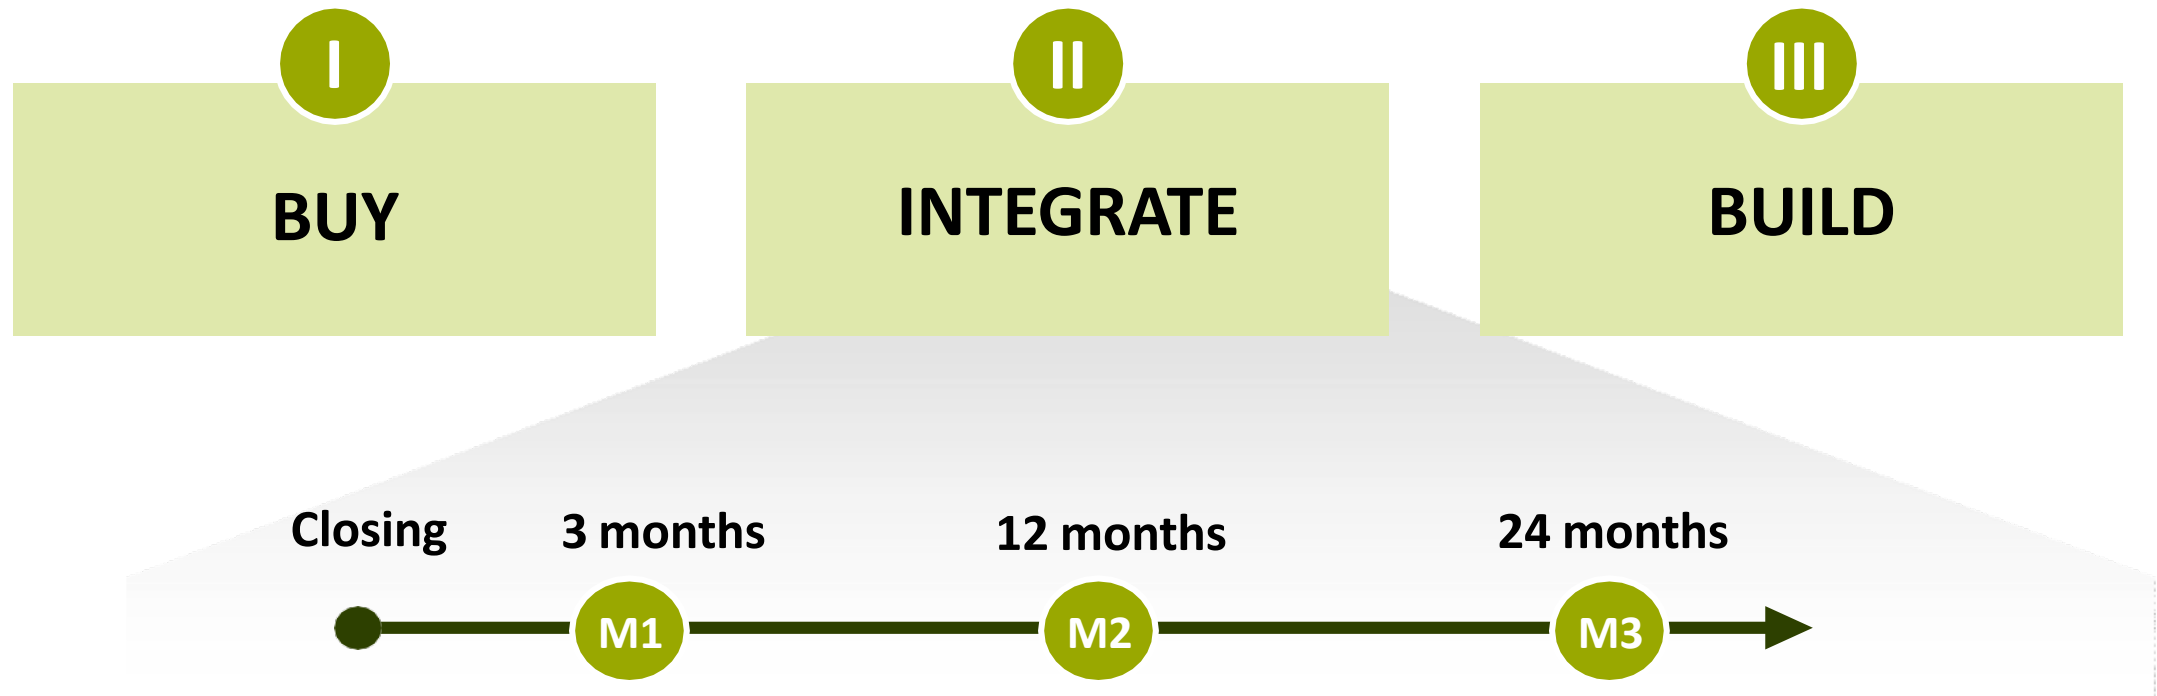 I
II
III
BUY
INTEGRATE
BUILD
Closing
3 months
12 months
24 months
M1
M2
M3